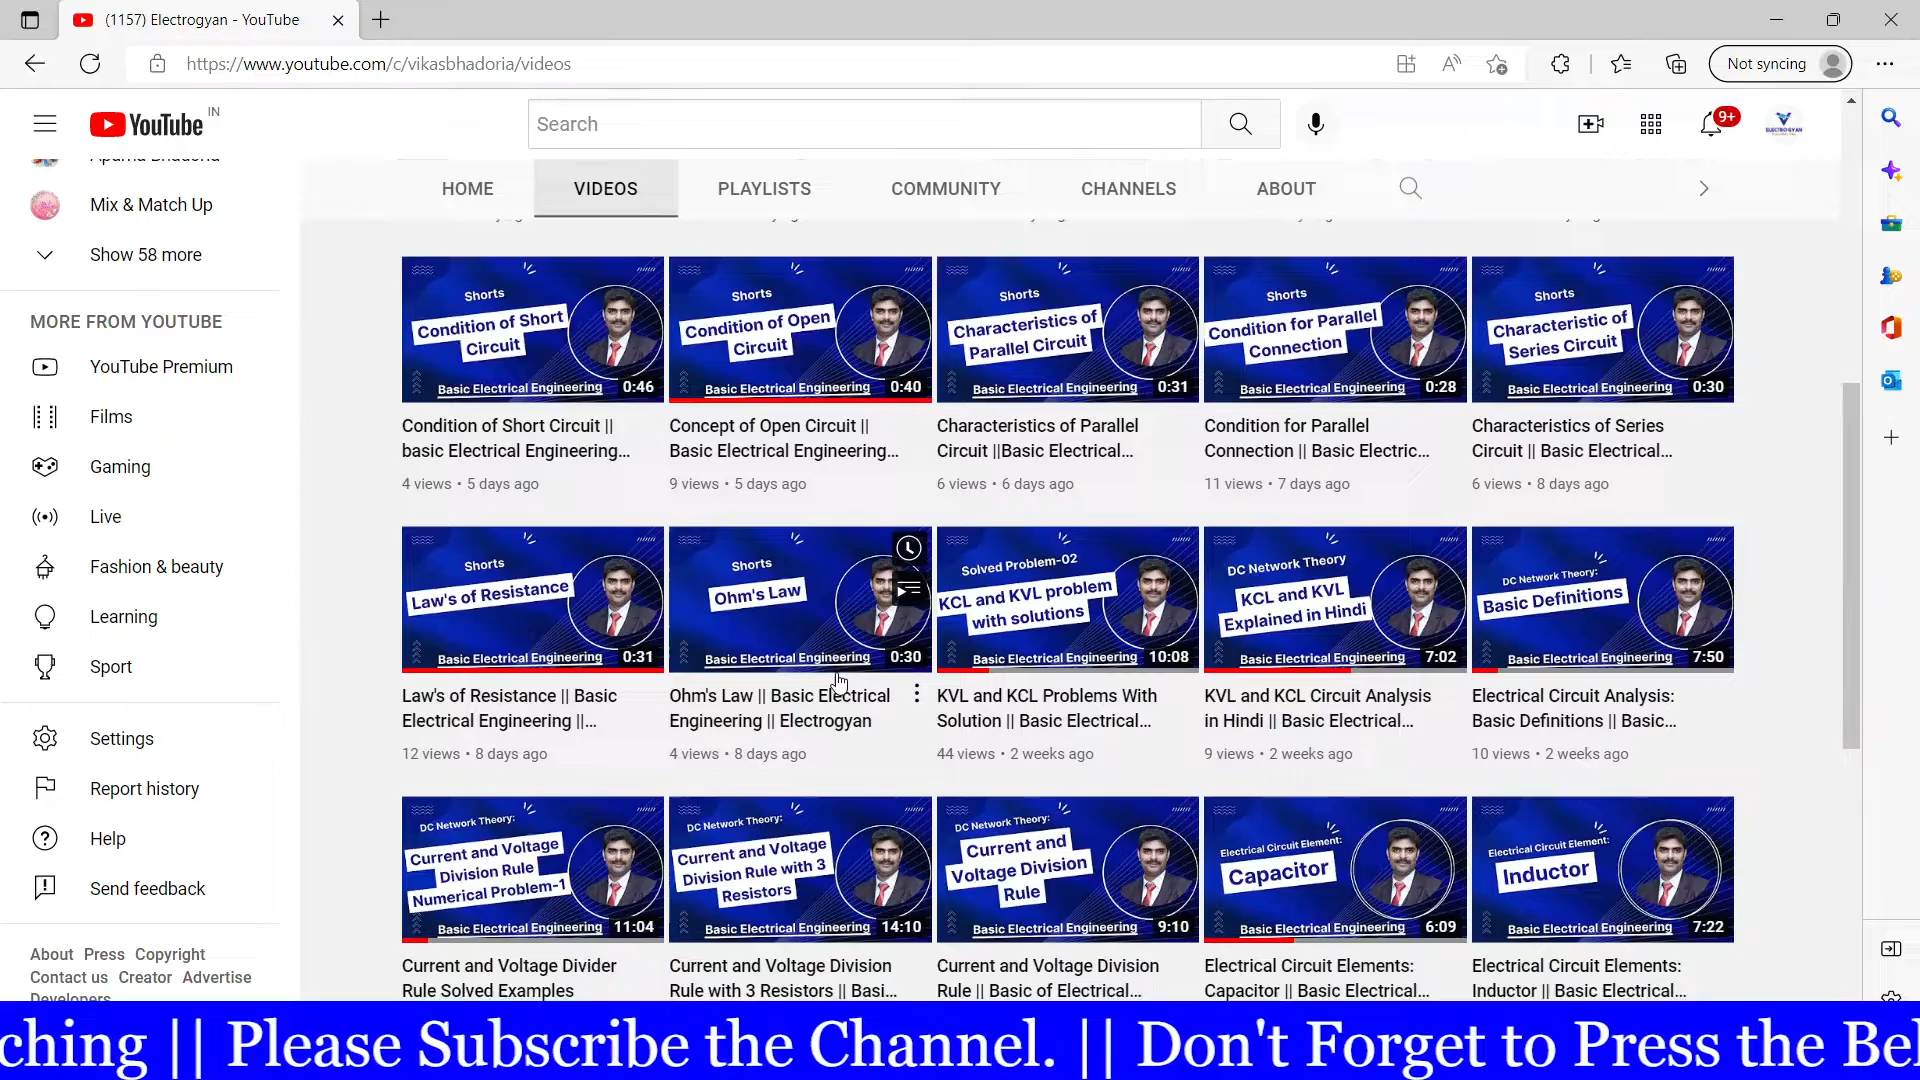 (1157) Electrogyan - YouTube
https://www.youtube.com/c/vikasbhadoria/videos
Not syncing
YouTube IN
Search
9+
HOME
VIDEOS
PLAYLISTS
COMMUNITY
CHANNELS
ABOUT
Mix & Match Up
Show 58 more
MORE FROM YOUTUBE
YouTube Premium
Films
Gaming
Live
Fashion & beauty
Learning
Sport
Settings
Report history
Help
Send feedback
About Press Copyright
Contact us Creator Advertise
Developers
Shorts
Condition of Short
Circuit
Basic Electrical Engineering
0:46
Condition of Short Circuit ||
basic Electrical Engineering...
4 views • 5 days ago
Shorts
Condition of Open
Circuit
Basic Electrical Engineering
0:40
Concept of Open Circuit ||
Basic Electrical Engineering...
9 views • 5 days ago
Shorts
Characteristics of
Parallel Circuit
Basic Electrical Engineering
0:31
Characteristics of Parallel
Circuit ||Basic Electrical...
6 views • 6 days ago
Shorts
Condition for Parallel
Connection
Basic Electrical Engineering
0:28
Condition for Parallel
Connection || Basic Electric...
11 views • 7 days ago
Shorts
Characteristic of
Series Circuit
Basic Electrical Engineering
0:30
Characteristics of Series
Circuit || Basic Electrical...
6 views • 8 days ago
Shorts
Law's of Resistance
Basic Electrical Engineering
0:31
Law's of Resistance || Basic
Electrical Engineering ||...
12 views • 8 days ago
Shorts
Ohm's Law
Basic Electrical Engineering
0:30
Ohm's Law || Basic Electrical
Engineering || Electrogyan
4 views • 8 days ago
Solved Problem-02
KCL and KVL problem
with solutions
Basic Electrical Engineering
10:08
KVL and KCL Problems With
Solution || Basic Electrical...
44 views • 2 weeks ago
DC Network Theory
KCL and KVL
Explained in Hindi
Basic Electrical Engineering
7:02
KVL and KCL Circuit Analysis
in Hindi || Basic Electrical...
9 views • 2 weeks ago
DC Network Theory:
Basic Definitions
Basic Electrical Engineering
7:50
Electrical Circuit Analysis:
Basic Definitions || Basic...
10 views • 2 weeks ago
DC Network Theory:
Current and Voltage
Division Rule
Numerical Problem-1
Basic Electrical Engineering
11:04
Current and Voltage Divider
Rule Solved Examples
DC Network Theory:
Current and Voltage
Division Rule with 3
Resistors
Basic Electrical Engineering
14:10
Current and Voltage Division
Rule with 3 Resistors || Basi...
DC Network Theory:
Current and
Voltage Division
Rule
Basic Electrical Engineering
9:10
Current and Voltage Division
Rule || Basic of Electrical...
Electrical Circuit Element:
Capacitor
Basic Electrical Engineering
6:09
Electrical Circuit Elements:
Capacitor || Basic Electrical...
Electrical Circuit Element:
Inductor
Basic Electrical Engineering
7:22
Electrical Circuit Elements:
Inductor || Basic Electrical...
ching || Please Subscribe the Channel. || Don't Forget to Press the Bel